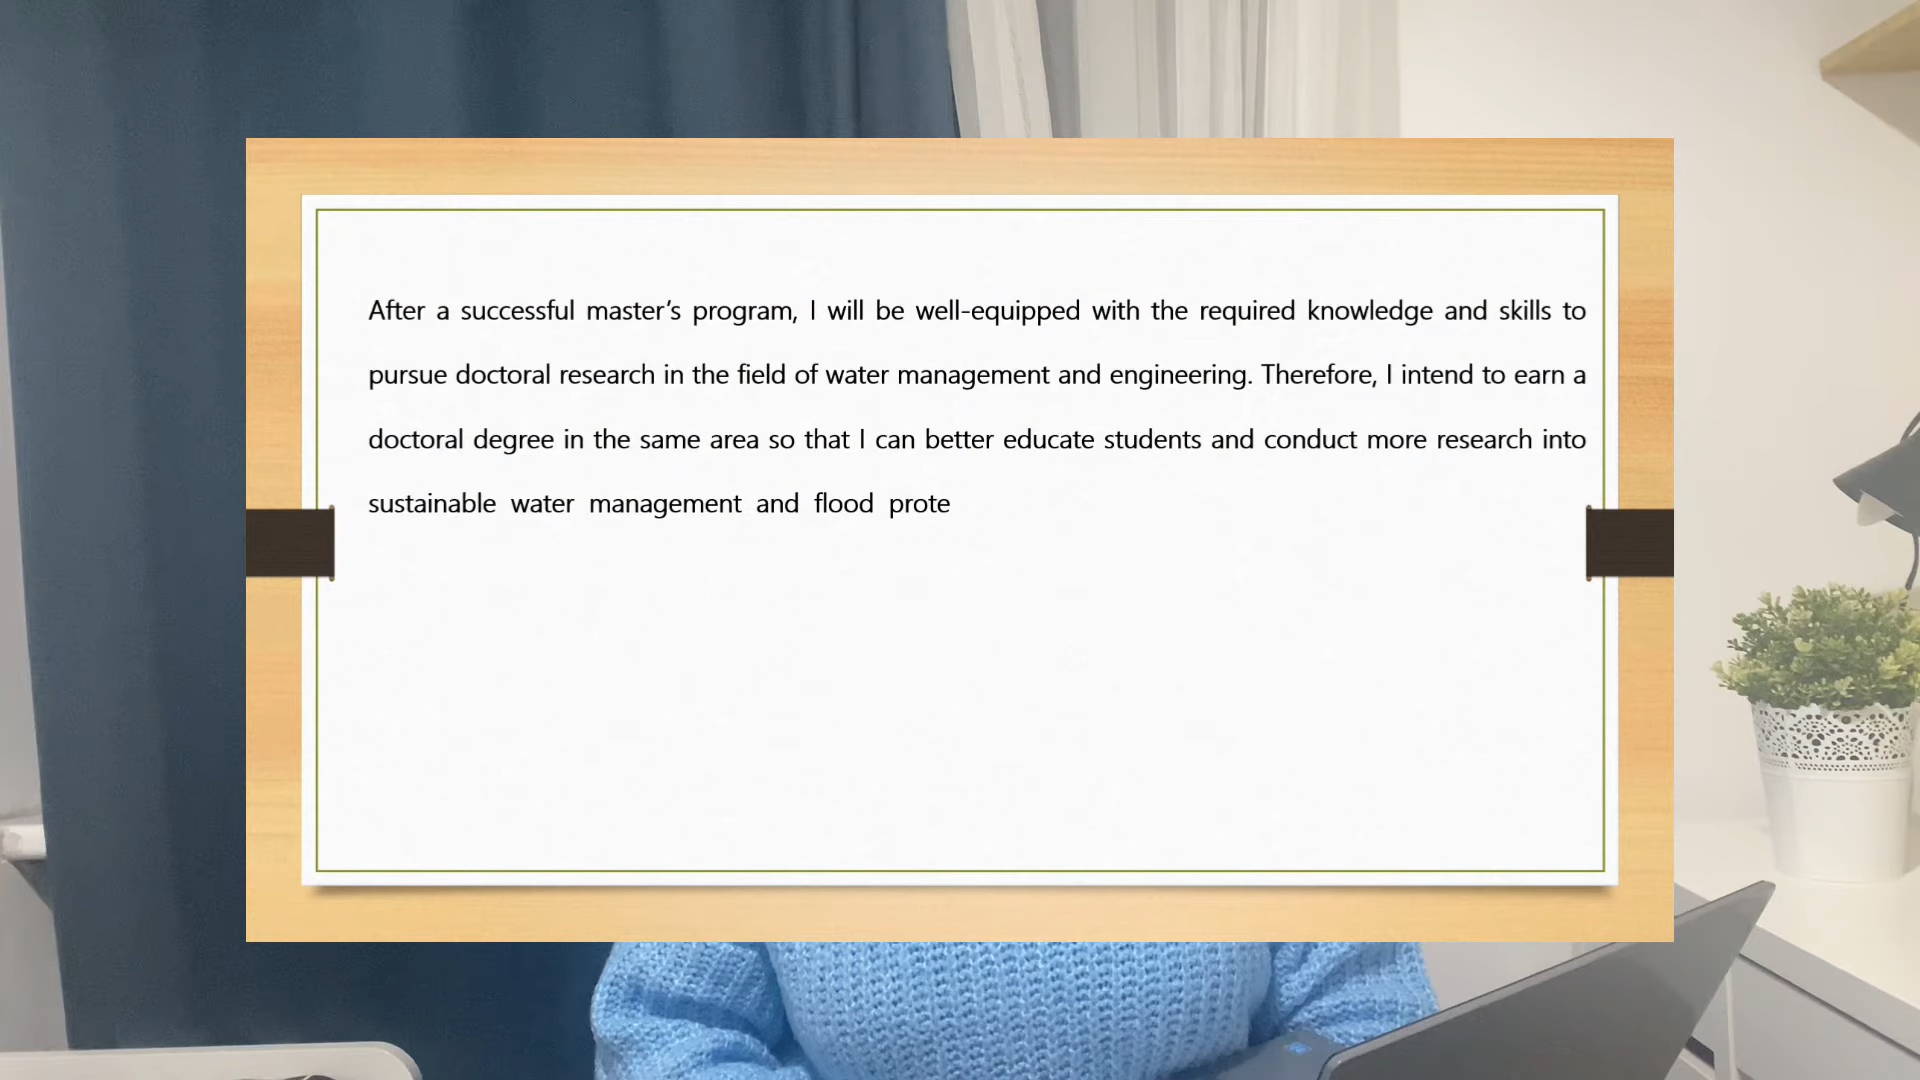 After a successful master’s program, I will be well-equipped with the required knowledge and skills to
pursue doctoral research in the field of water management and engineering. Therefore, I intend to earn a
doctoral degree in the same area so that I can better educate students and conduct more research into
sustainable water management and flood prote